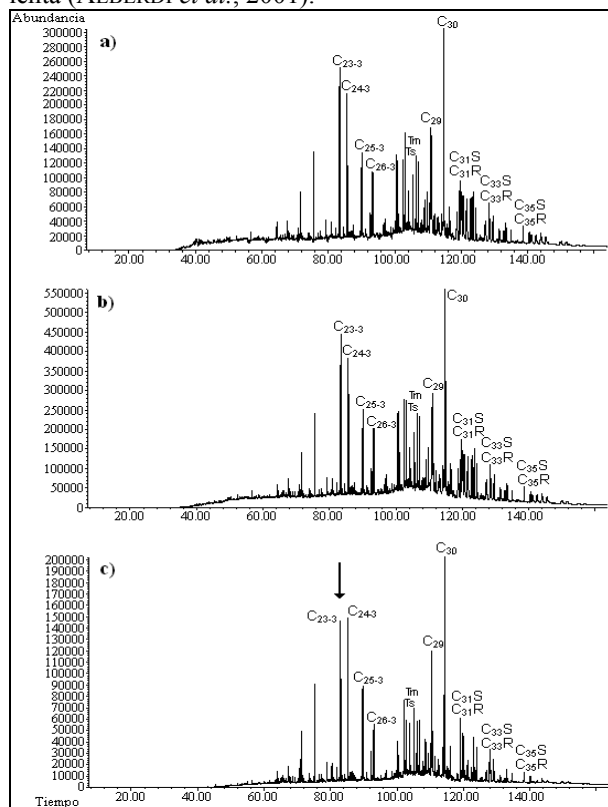 lenta (ALBERDI et al., 2001).
Abundancia
a)
300000
280000
260000
240000
220000
200000
180000
160000
140000
120000
100000
80000
60000
40000
20000
0
C23-3
C24-3
C25-3
C26-3
Tm
Ts
C29
C30
C31S
C31R
C33S
C33R
C35S
C35R
20.00 40.00 60.00 80.00 100.00 120.00 140.00
b)
550000
500000
450000
400000
350000
300000
250000
200000
150000
100000
50000
0
C23-3
C24-3
C25-3
C26-3
Tm
Ts
C29
C30
C31S
C31R
C33S
C33R
C35S
C35R
20.00 40.00 60.00 80.00 100.00 120.00 140.00
c)
200000
190000
180000
170000
160000
150000
140000
130000
120000
110000
100000
90000
80000
70000
60000
50000
40000
30000
20000
10000
0
C23-3
C24-3
C25-3
C26-3
Tm
Ts
C29
C30
C31S
C31R
C33S
C33R
C35S
C35R
20.00 40.00 60.00 80.00 100.00 120.00 140.00
Tiempo